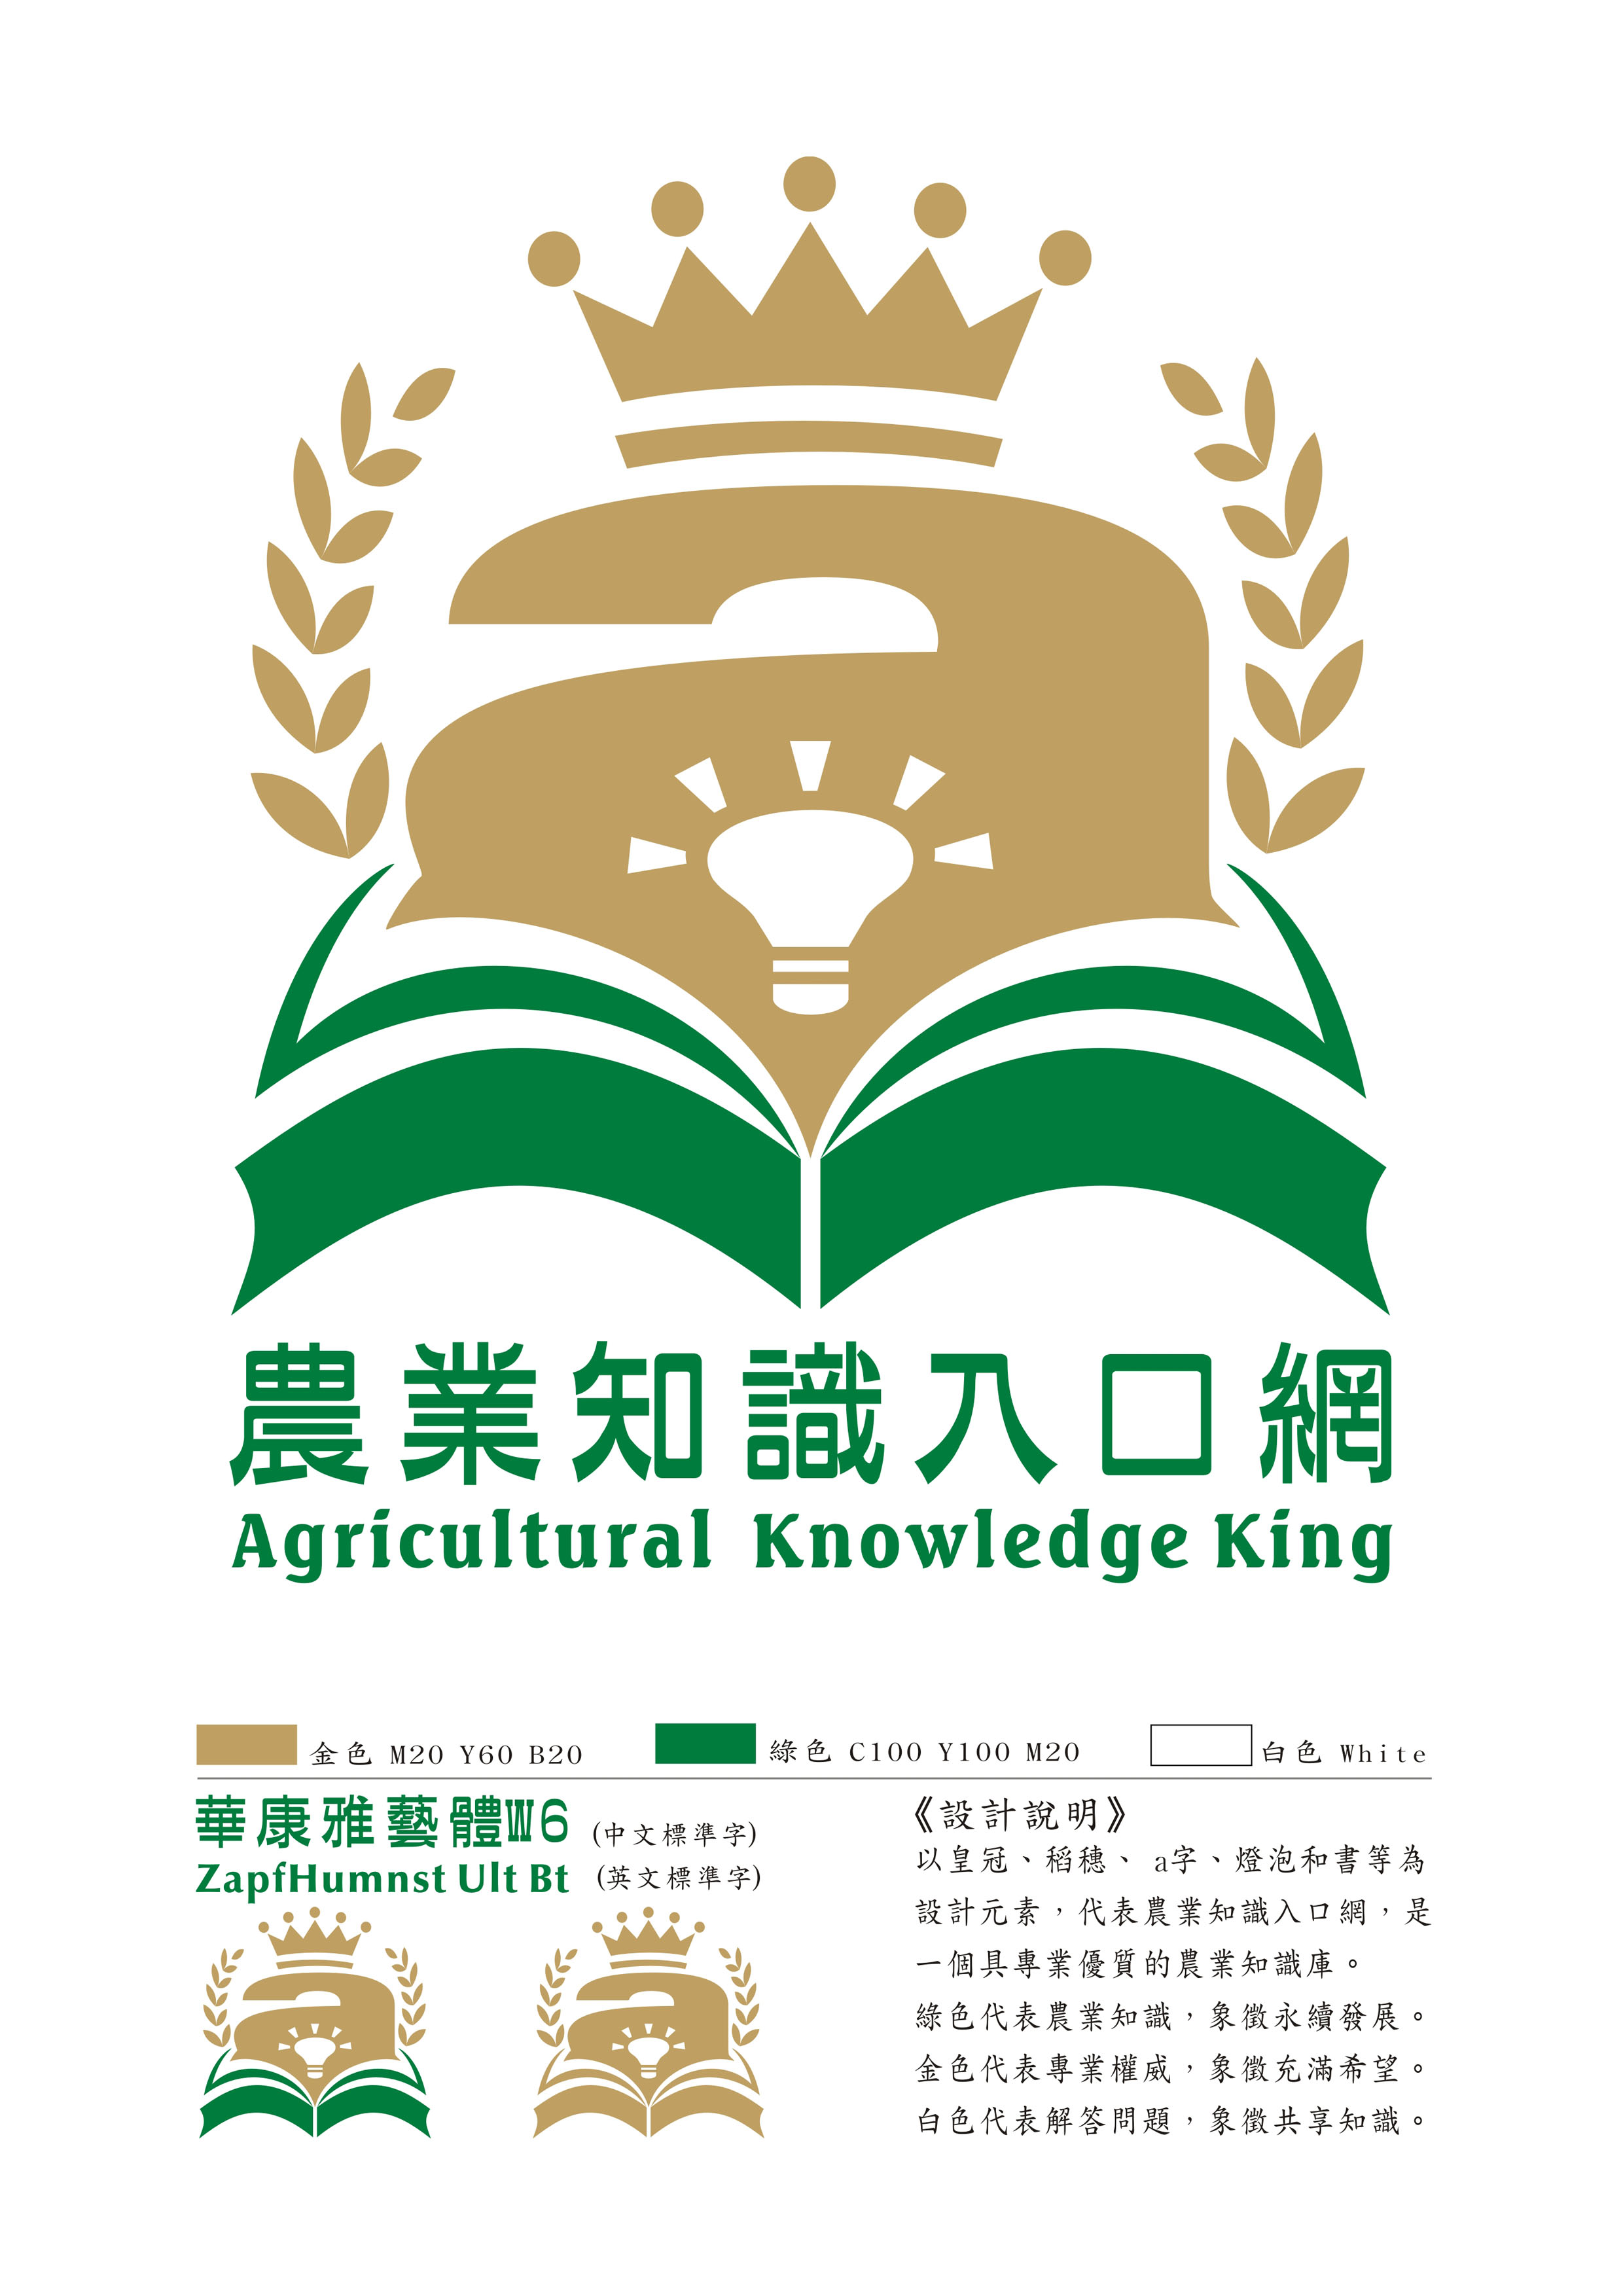 農業知識入口網
Agricultural Knowledge King
金色 M20 Y60 B20
綠色 C100 Y100 M20
白色 White
華康雅藝體W6 (中文標準字)
ZapfHumnst Ult Bt (英文標準字)
《設計說明》
以皇冠、稻穗、a字、燈泡和書等為
設計元素，代表農業知識入口網，是
一個具專業優質的農業知識庫。
綠色代表農業知識，象徵永續發展。
金色代表專業權威，象徵充滿希望。
白色代表解答問題，象徵共享知識。